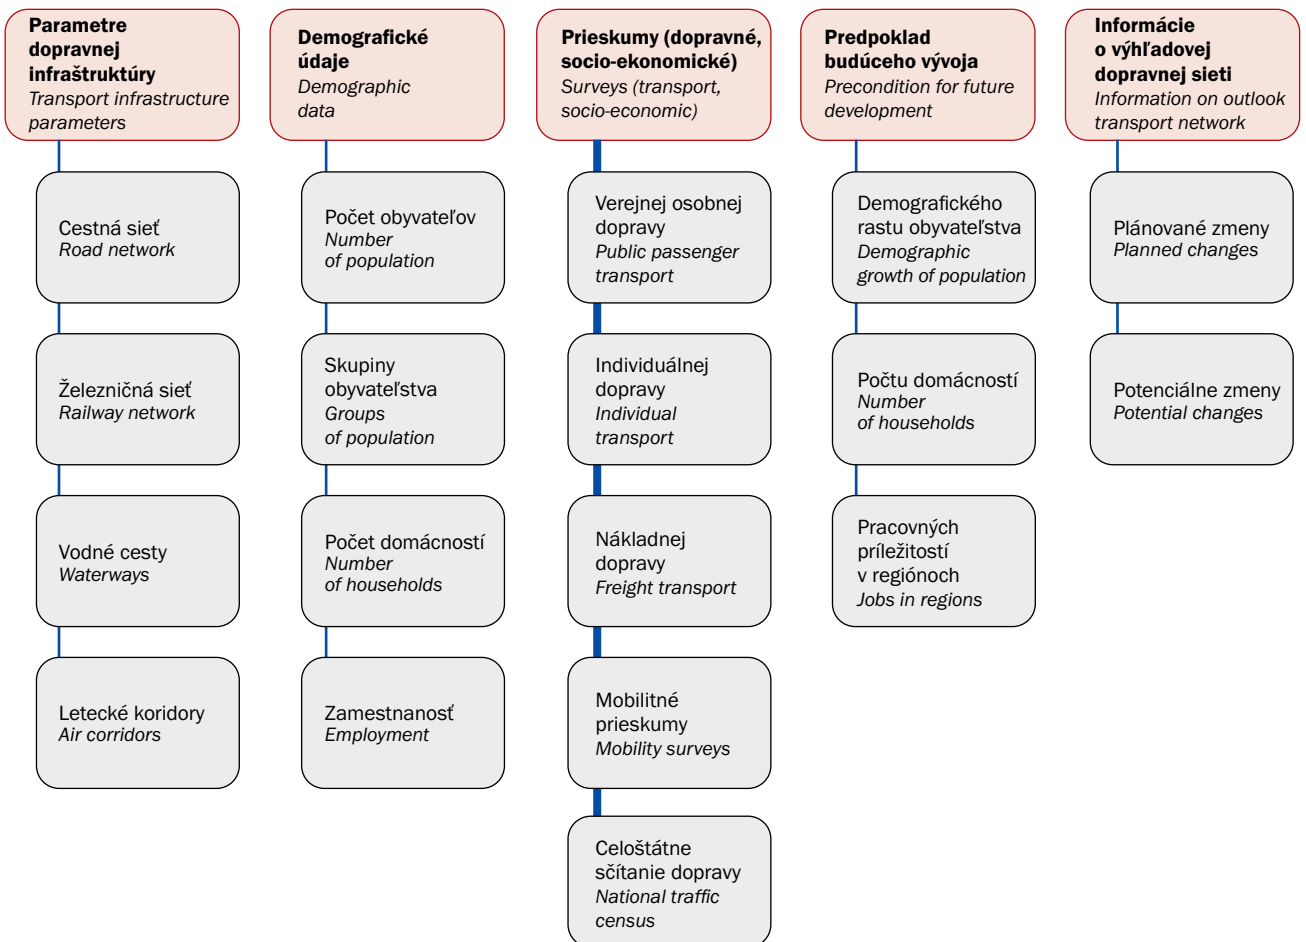 Parametre
dopravnej
infraštruktúry
Transport infrastructure
parameters
Cestná sieť
Road network
Železničná sieť
Railway network
Vodné cesty
Waterways
Letecké koridory
Air corridors
Demografické
údaje
Demographic
data
Počet obyvateľov
Number
of population
Skupiny
obyvateľstva
Groups
of population
Počet domácností
Number
of households
Zamestnanosť
Employment
Prieskumy (dopravné,
socio-ekonomické)
Surveys (transport,
socio-economic)
Verejnej osobnej
dopravy
Public passenger
transport
Individuálnej
dopravy
Individual
transport
Nákladnej
dopravy
Freight transport
Mobilitné
prieskumy
Mobility surveys
Celoštátne
sčítanie dopravy
National traffic
census
Predpoklad
budúceho vývoja
Precondition for future
development
Demografického
rastu obyvateľstva
Demographic
growth of population
Počtu domácností
Number
of households
Pracovných
príležitostí
v regiónoch
Jobs in regions
Informácie
o výhľadovej
dopravnej sieti
Information on outlook
transport network
Plánované zmeny
Planned changes
Potenciálne zmeny
Potential changes